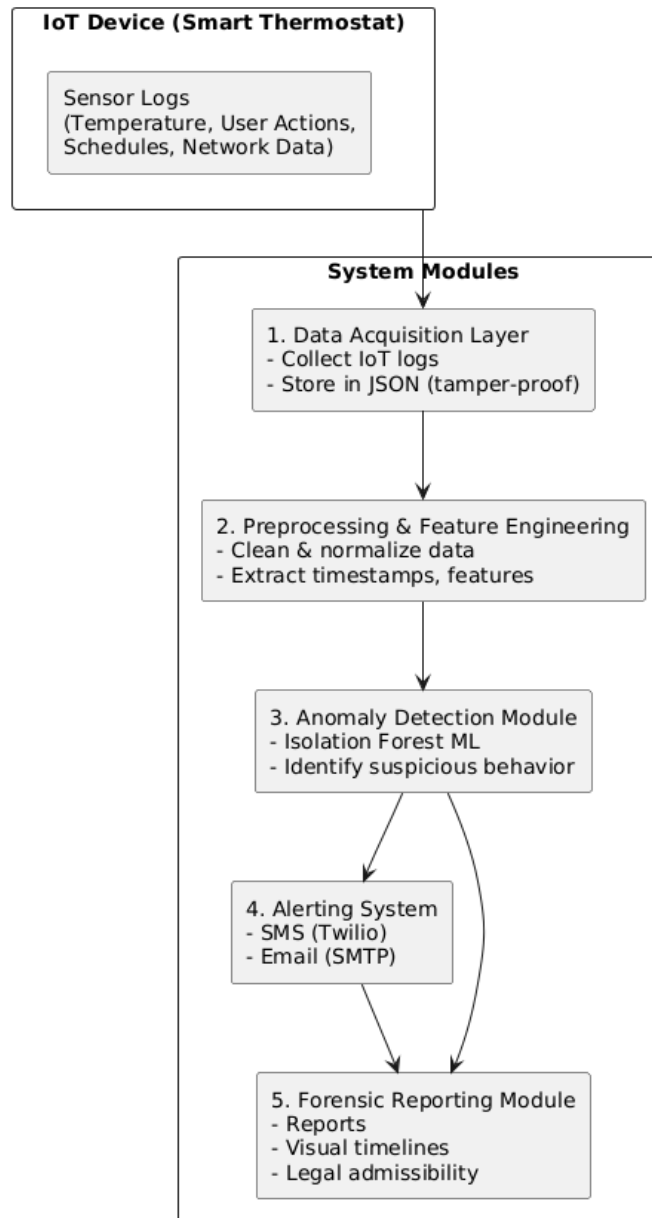 IoT Device (Smart Thermostat)
Sensor Logs
(Temperature, User Actions,
Schedules, Network Data)
System Modules
1. Data Acquisition Layer
- Collect IoT logs
- Store in JSON (tamper-proof)
2. Preprocessing & Feature Engineering
- Clean & normalize data
- Extract timestamps, features
3. Anomaly Detection Module
- Isolation Forest ML
- Identify suspicious behavior
4. Alerting System
- SMS (Twilio)
- Email (SMTP)
5. Forensic Reporting Module
- Reports
- Visual timelines
- Legal admissibility